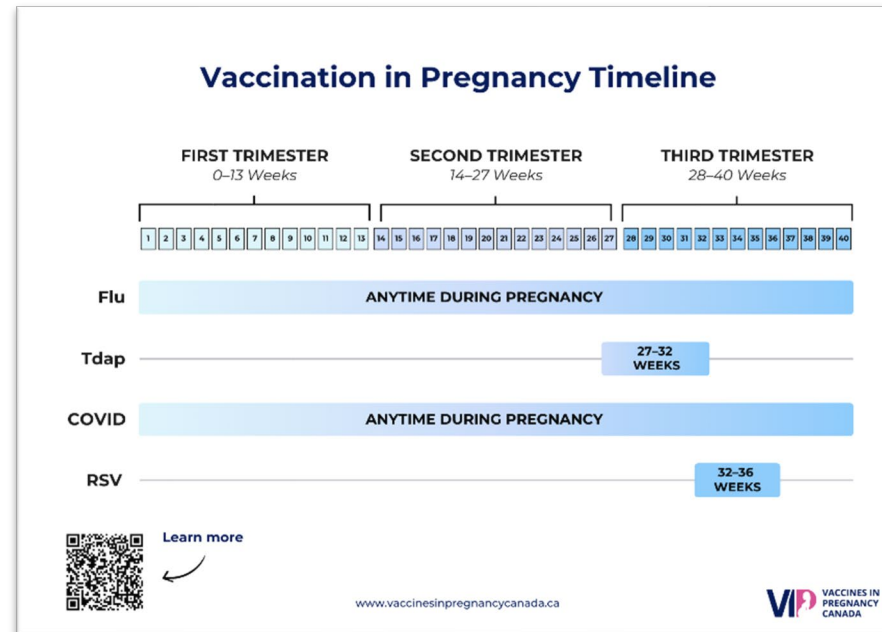 Vaccination in Pregnancy Timeline
FIRST TRIMESTER
0–13 Weeks
SECOND TRIMESTER
14–27 Weeks
THIRD TRIMESTER
28–40 Weeks
1 2 3 4 5 6 7 8 9 10 11 12 13 14 15 16 17 18 19 20 21 22 23 24 25 26 27 28 29 30 31 32 33 34 35 36 37 38 39 40
Flu
ANYTIME DURING PREGNANCY
Tdap
27–32
WEEKS
COVID
ANYTIME DURING PREGNANCY
RSV
32–36
WEEKS
Learn more
www.vaccinesinpregnancycanada.ca
VIP
VACCINES IN
PREGNANCY
CANADA